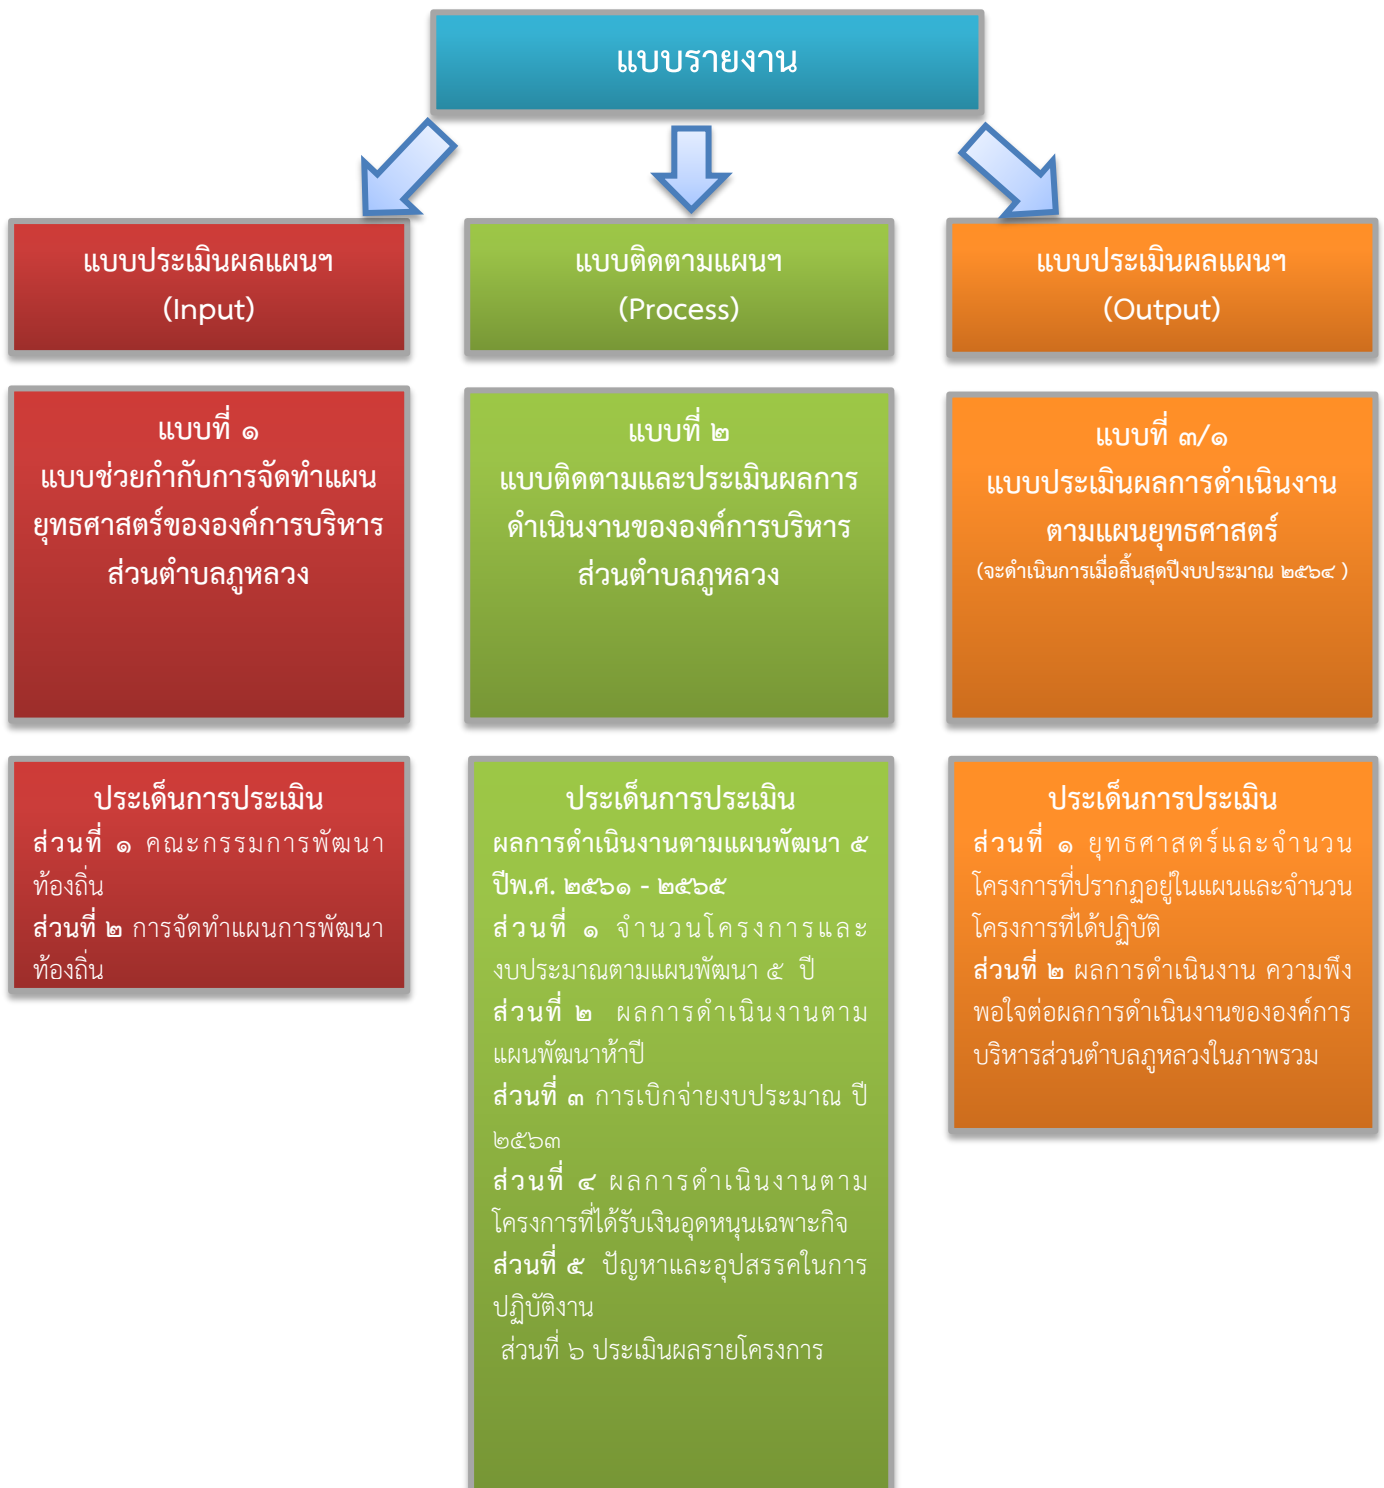 แบบรายงาน
แบบประเมินผลแผนฯ
(Input)
แบบติดตามแผนฯ
(Process)
แบบประเมินผลแผนฯ
(Output)
แบบที่ ๑
แบบช่วยกำกับการจัดทำแผน
ยุทธศาสตร์ขององค์การบริหาร
ส่วนตำบลภูหลวง
แบบที่ ๒
แบบติดตามและประเมินผลการ
ดำเนินงานขององค์การบริหาร
ส่วนตำบลภูหลวง
แบบที่ ๓/๑
แบบประเมินผลการดำเนินงาน
ตามแผนยุทธศาสตร์
(จะดำเนินการเมื่อสิ้นสุดปีงบประมาณ ๒๕๖๔ )
ประเด็นการประเมิน
ส่วนที่ ๑ คณะกรรมการพัฒนา
ท้องถิ่น
ส่วนที่ ๒ การจัดทำแผนการพัฒนา
ท้องถิ่น
ประเด็นการประเมิน
ผลการดำเนินงานตามแผนพัฒนา ๕
ปีพ.ศ. ๒๕๖๑ - ๒๕๖๕
ส่วนที่ ๑ จำนวนโครงการและ
งบประมาณตามแผนพัฒนา ๕ ปี
ส่วนที่ ๒ ผลการดำเนินงานตาม
แผนพัฒนาห้าปี
ส่วนที่ ๓ การเบิกจ่ายงบประมาณ ปี
๒๕๖๓
ส่วนที่ ๔ ผลการดำเนินงานตาม
โครงการที่ได้รับเงินอุดหนุนเฉพาะกิจ
ส่วนที่ ๕ ปัญหาและอุปสรรคในการ
ปฏิบัติงาน
ส่วนที่ ๖ ประเมินผลรายโครงการ
ประเด็นการประเมิน
ส่วนที่ ๑ ยุทธศาสตร์และจำนวน
โครงการที่ปรากฏอยู่ในแผนและจำนวน
โครงการที่ได้ปฏิบัติ
ส่วนที่ ๒ ผลการดำเนินงาน ความพึง
พอใจต่อผลการดำเนินงานขององค์การ
บริหารส่วนตำบลภูหลวงในภาพรวม